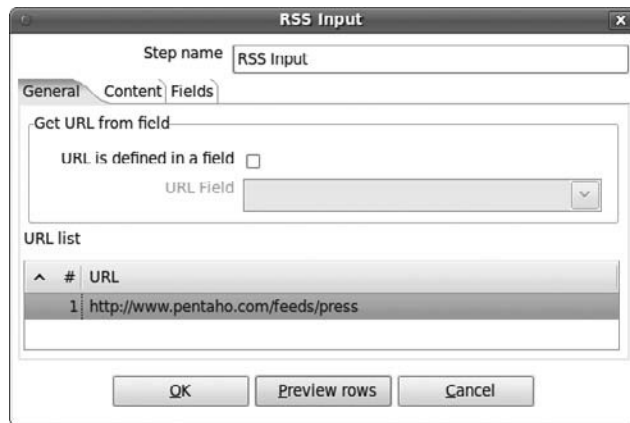 RSS Input
Step name RSS Input
General Content Fields
Get URL from field
URL is defined in a field
URL Field
URL list
# URL
1 http://www.pentaho.com/feeds/press
OK Preview rows Cancel